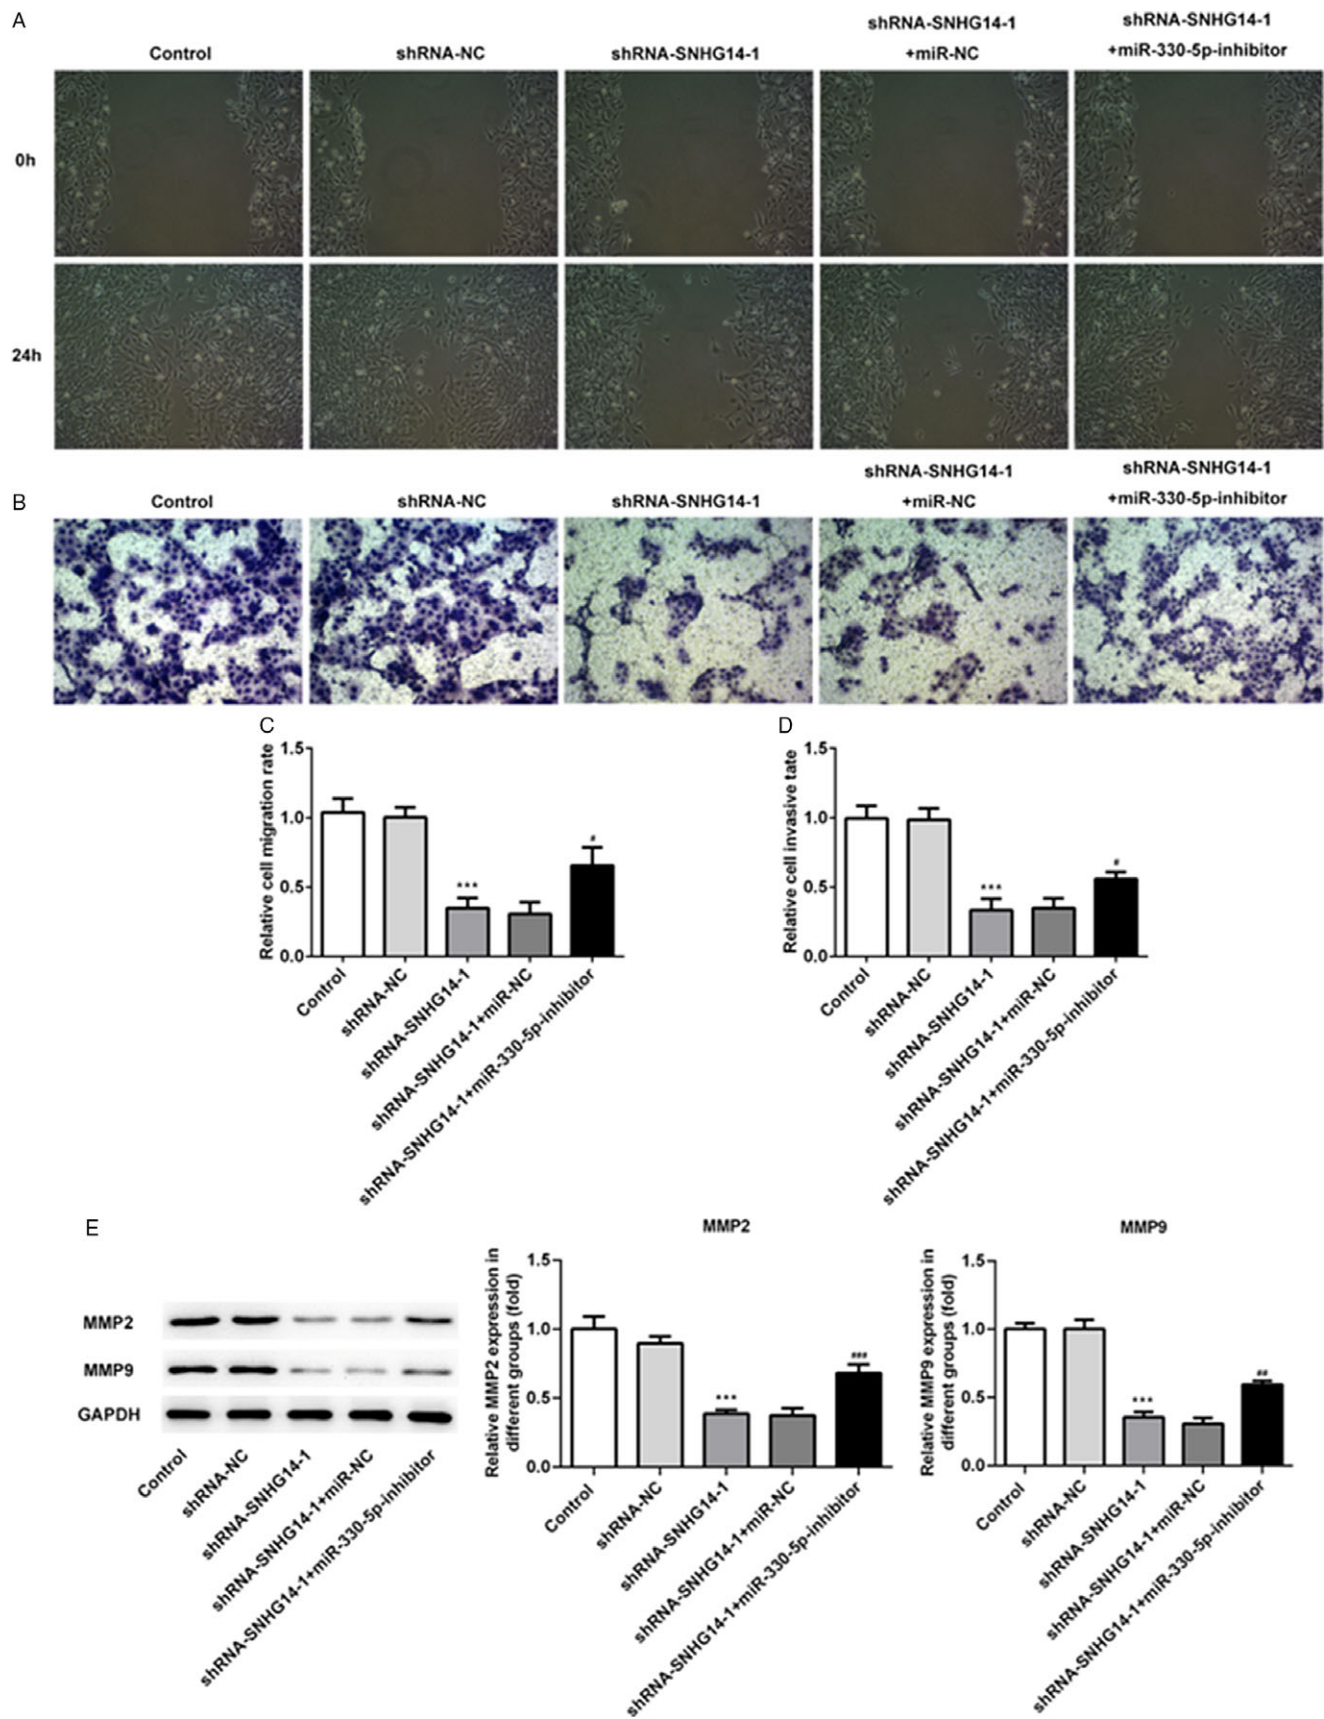 A
Control
shRNA-NC
shRNA-SNHG14-1
shRNA-SNHG14-1
+miR-NC
shRNA-SNHG14-1
+miR-330-5p-inhibitor
0h
24h
B
Control
shRNA-NC
shRNA-SNHG14-1
shRNA-SNHG14-1
+miR-NC
shRNA-SNHG14-1
+miR-330-5p-inhibitor
C
Relative cell migration rate
1.5
1.0
0.5
0.0
***
#
Control
shRNA-NC
shRNA-SNHG14-1
shRNA-SNHG14-1+miR-NC
shRNA-SNHG14-1+miR-330-5p-inhibitor
D
Relative cell invasive tate
1.5
1.0
0.5
0.0
***
#
Control
shRNA-NC
shRNA-SNHG14-1
shRNA-SNHG14-1+miR-NC
shRNA-SNHG14-1+miR-330-5p-inhibitor
E
MMP2
MMP9
GAPDH
Control
shRNA-NC
shRNA-SNHG14-1
shRNA-SNHG14-1+miR-NC
shRNA-SNHG14-1+miR-330-5p-inhibitor
MMP2
Relative MMP2 expression in
different groups (fold)
1.5
1.0
0.5
0.0
***
###
Control
shRNA-NC
shRNA-SNHG14-1
shRNA-SNHG14-1+miR-NC
shRNA-SNHG14-1+miR-330-5p-inhibitor
MMP9
Relative MMP9 expression in
different groups (fold)
1.5
1.0
0.5
0.0
***
##
Control
shRNA-NC
shRNA-SNHG14-1
shRNA-SNHG14-1+miR-NC
shRNA-SNHG14-1+miR-330-5p-inhibitor